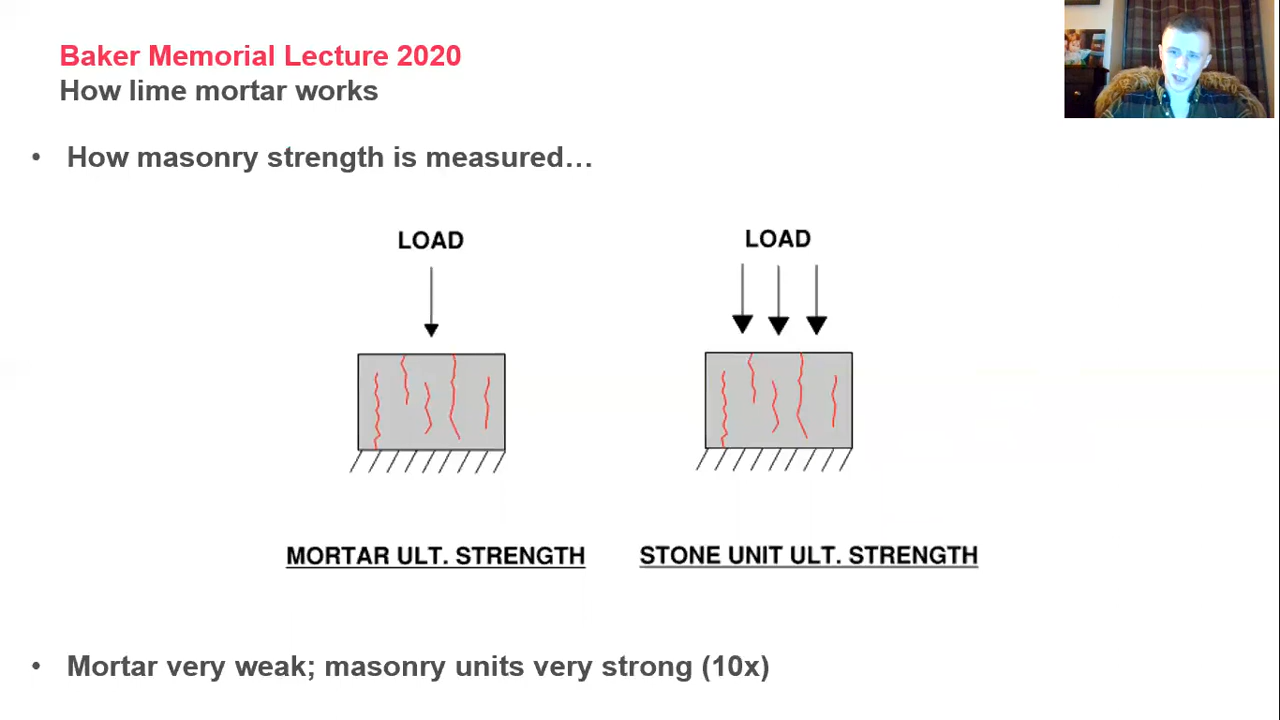 Baker Memorial Lecture 2020
How lime mortar works
• How masonry strength is measured…
LOAD
LOAD
MORTAR ULT. STRENGTH
STONE UNIT ULT. STRENGTH
• Mortar very weak; masonry units very strong (10x)